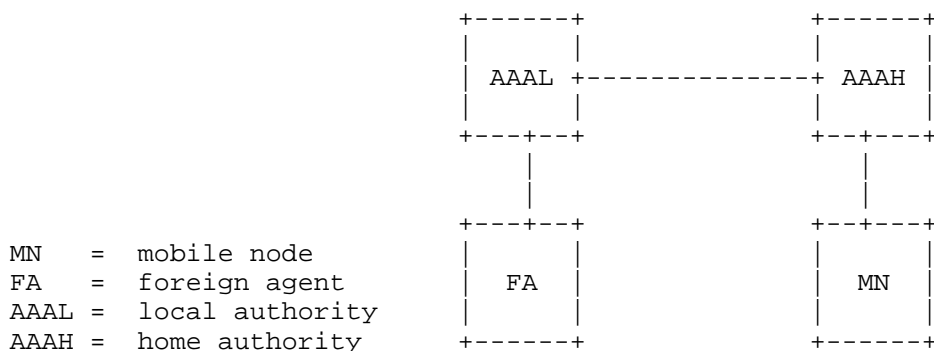 AAAL AAAH
MN = mobile node
FA = foreign agent FA MN
AAAL = local authority
AAAH = home authority